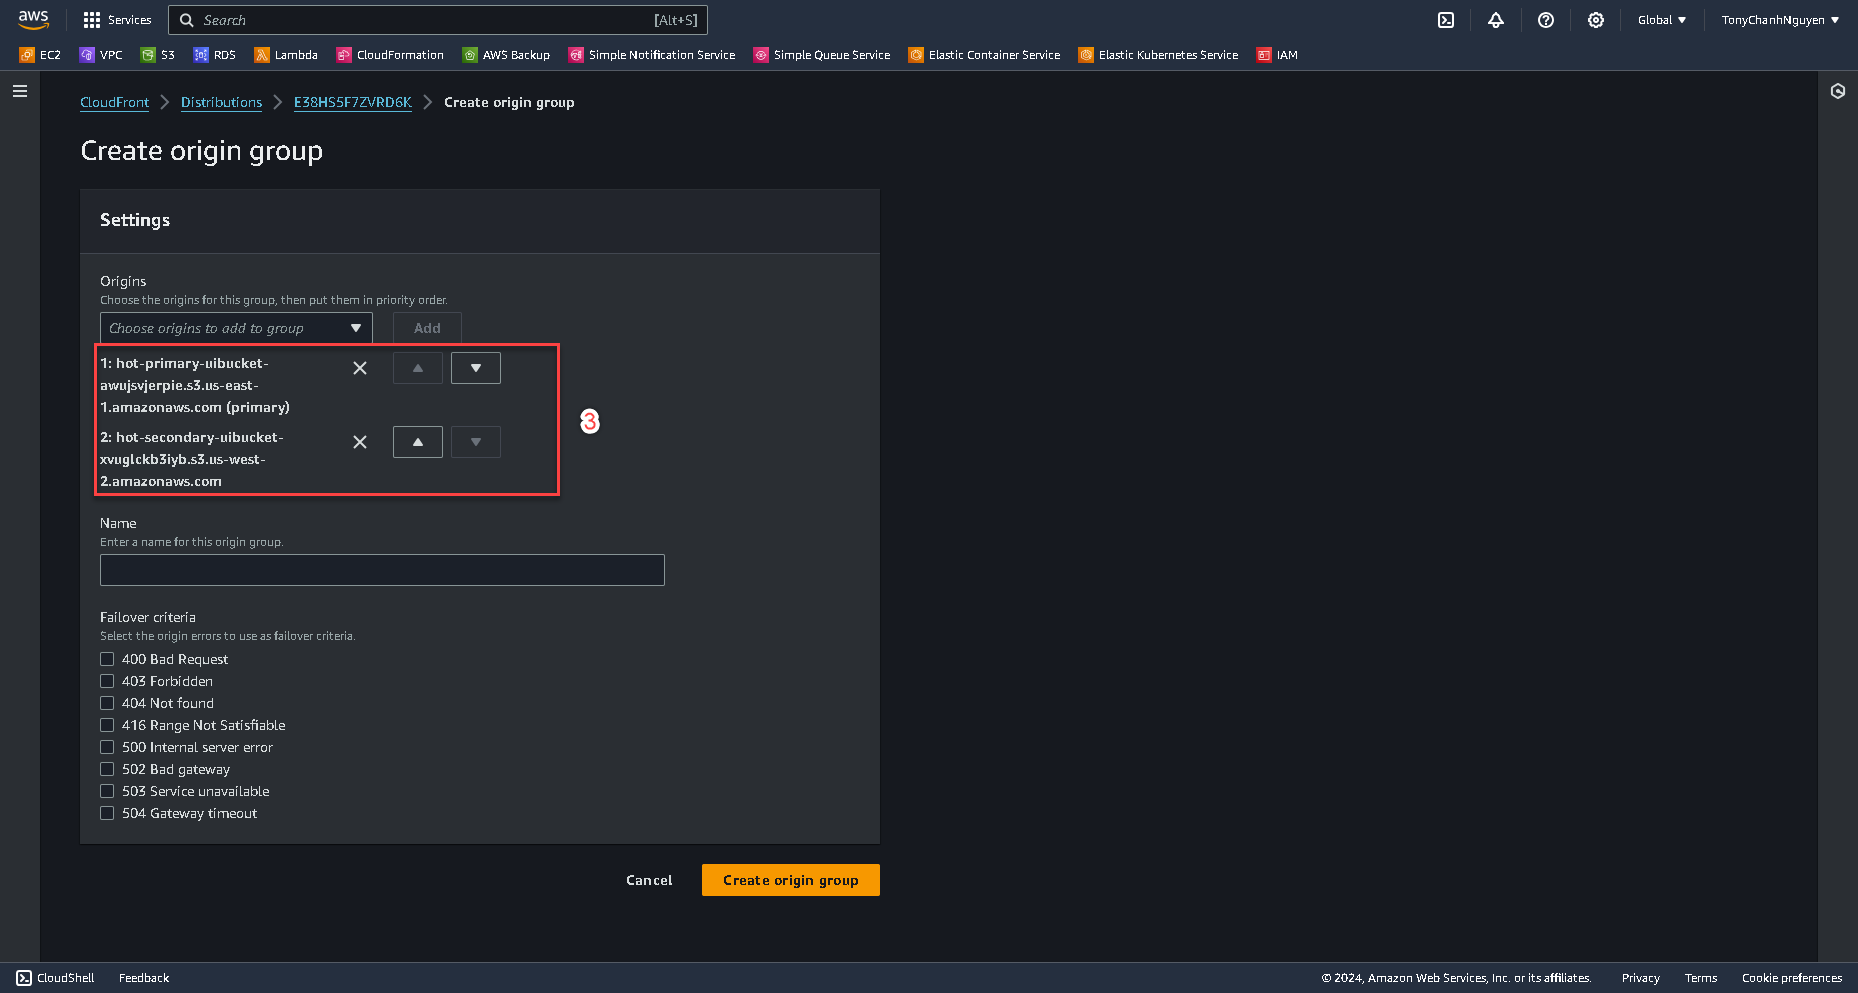 aws
Services
Search
[Alt+S]
Global
TonyChanhNguyen
EC2
VPC
S3
RDS
Lambda
CloudFormation
AWS Backup
Simple Notification Service
Simple Queue Service
Elastic Container Service
Elastic Kubernetes Service
IAM
CloudFront
Distributions
E38HS5F7ZVRD6K
Create origin group
Create origin group
Settings
Origins
Choose the origins for this group, then put them in priority order.
Choose origins to add to group
Add
1: hot-primary-uibucket-
awujsvjerpie.s3.us-east-
1.amazonaws.com (primary)
2: hot-secondary-uibucket-
xvuglckb3iyb.s3.us-west-
2.amazonaws.com
3
Name
Enter a name for this origin group.
Failover criteria
Select the origin errors to use as failover criteria.
400 Bad Request
403 Forbidden
404 Not found
416 Range Not Satisfiable
500 Internal server error
502 Bad gateway
503 Service unavailable
504 Gateway timeout
Cancel
Create origin group
CloudShell
Feedback
© 2024, Amazon Web Services, Inc. or its affiliates.
Privacy
Terms
Cookie preferences